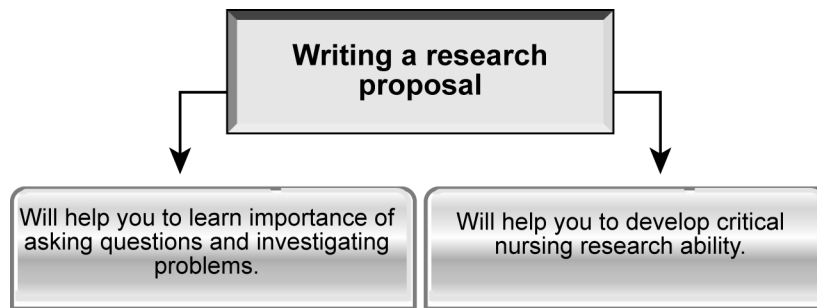 Writing a research
proposal
Will help you to learn importance of
asking questions and investigating
problems.
Will help you to develop critical
nursing research ability.